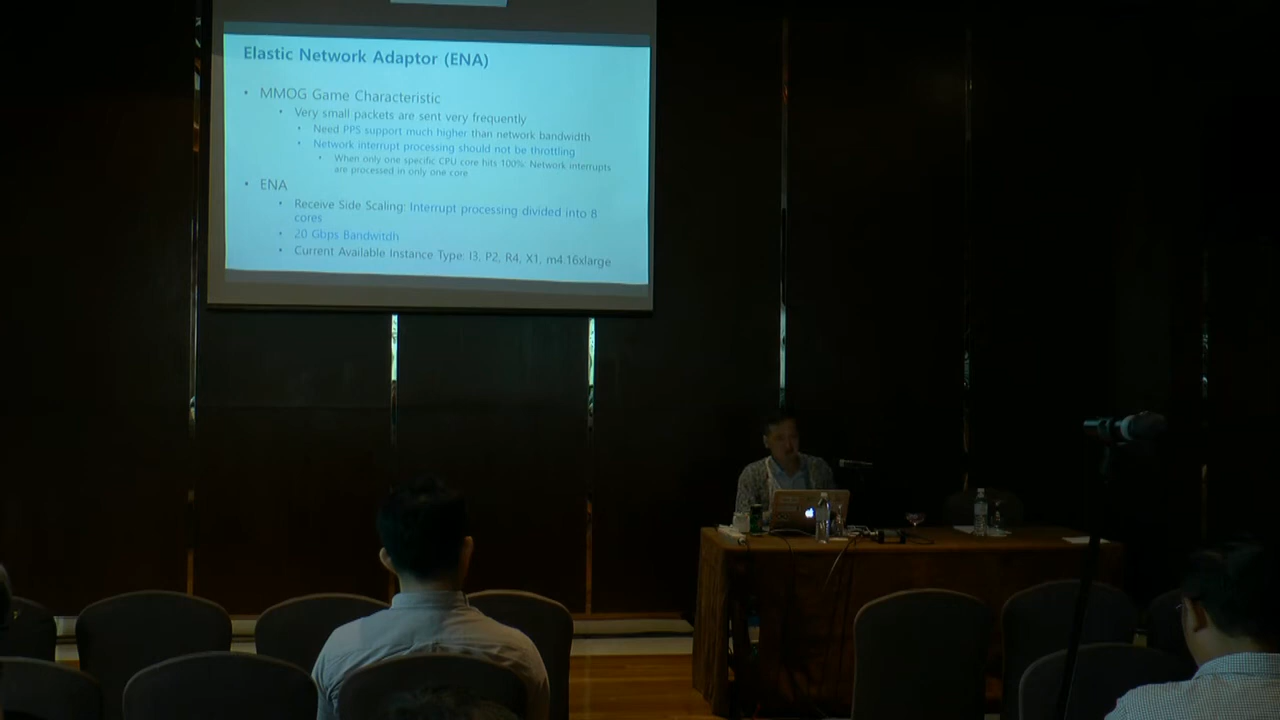 Elastic Network Adaptor (ENA)
• MMOG Game Characteristic
• Very small packets are sent very frequently
• Need PPS support much higher than network bandwidth
• Network interrupt processing should not be throttling
• When only one specific CPU core hits 100%. Network interrupts
are processed in only one core
• ENA
• Receive Side Scaling: Interrupt processing divided into 8
cores
• 20 Gbps Bandwitdh
• Current Available Instance Type: I3, P2, R4, X1, m4.16xlarge